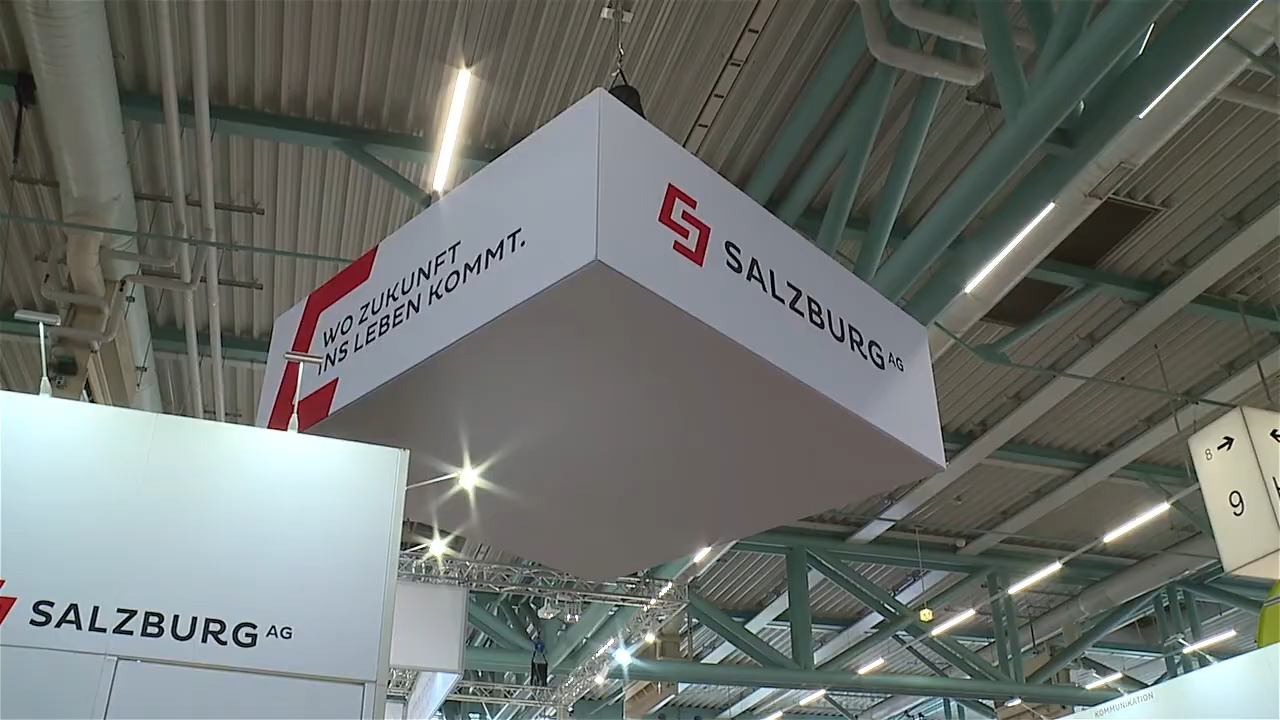 WO ZUKUNFT
INS LEBEN KOMMT.
SALZBURG AG
SALZBURG AG
8
9
KOMMUNIKATION